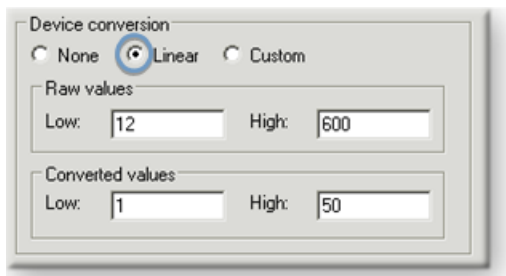 Device conversion
None Linear Custom
Raw values
Low: 12 High: 600
Converted values
Low: 1 High: 50